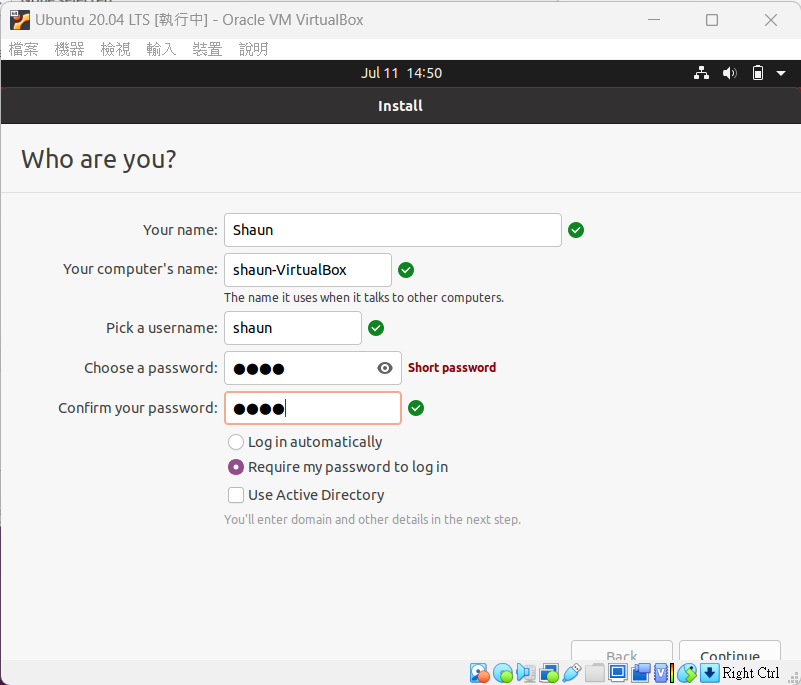 Ubuntu 20.04 LTS [執行中] - Oracle VM VirtualBox
檔案 機器 檢視 輸入 裝置 說明
Jul 11 14:50
Install
Who are you?
Your name: Shaun
Your computer's name: shaun-VirtualBox
The name it uses when it talks to other computers.
Pick a username: shaun
Choose a password: ●●●● Short password
Confirm your password: ●●●●
Log in automatically
Require my password to log in
Use Active Directory
You'll enter domain and other details in the next step.
Back Continue
Right Ctrl